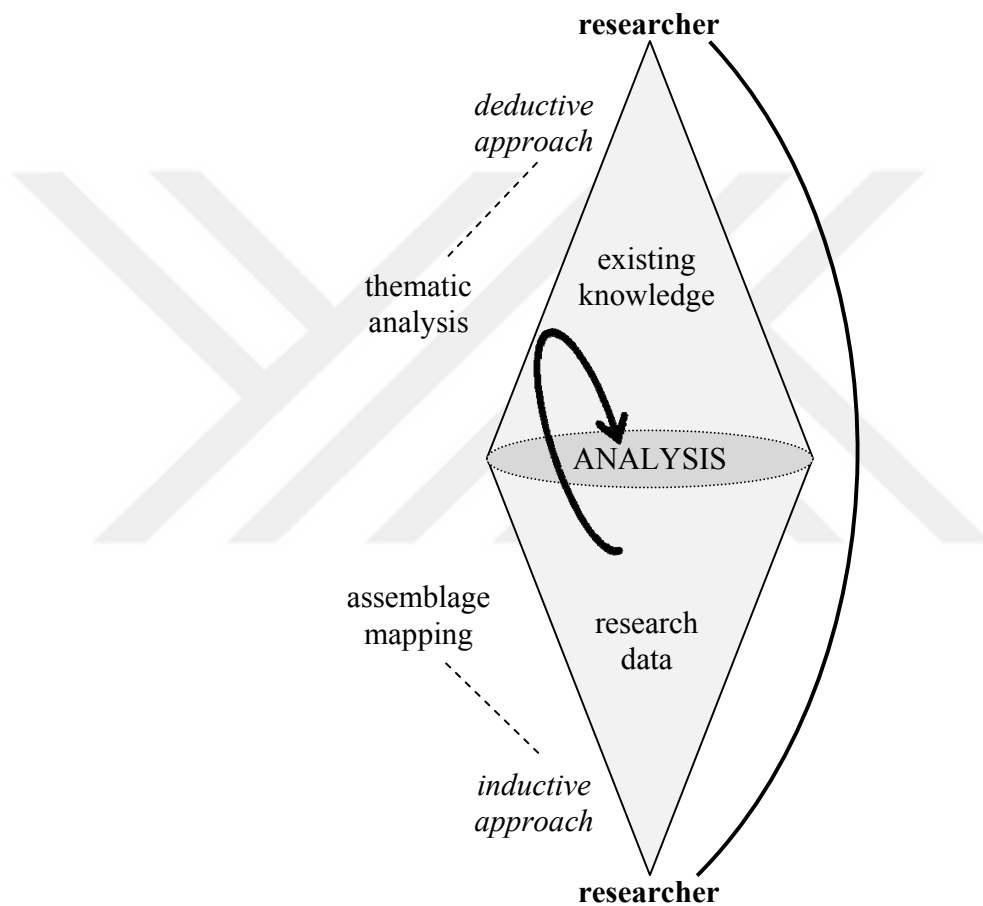 researcher
deductive
approach
existing
knowledge
thematic
analysis
ANALYSIS
assemblage
mapping
research
data
inductive
approach
researcher